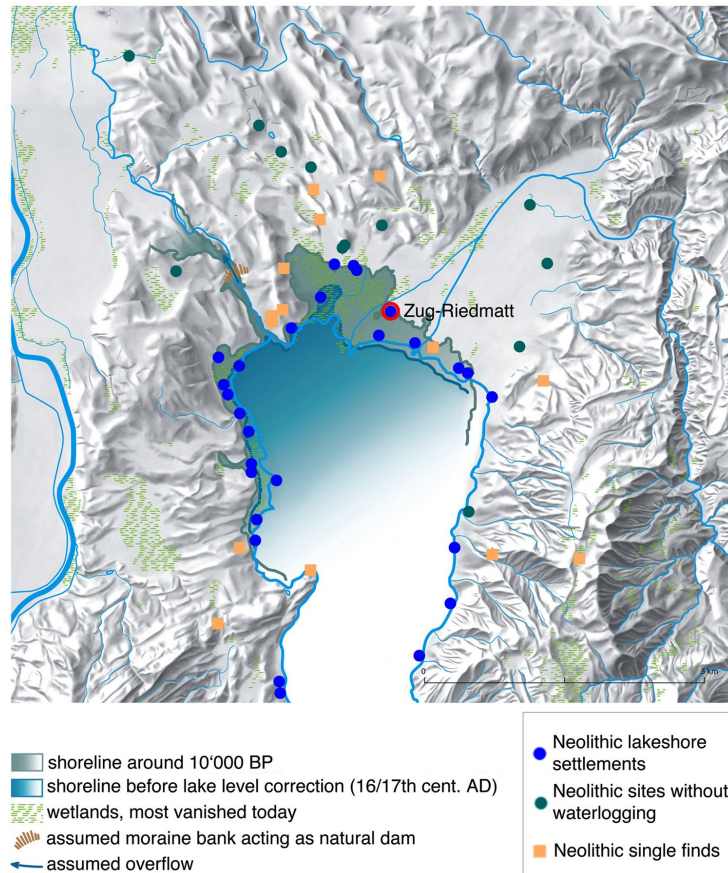 Zug-Riedmatt
0 5 km
shoreline around 10'000 BP
shoreline before lake level correction (16/17th cent. AD)
wetlands, most vanished today
assumed moraine bank acting as natural dam
assumed overflow
Neolithic lakeshore
settlements
Neolithic sites without
waterlogging
Neolithic single finds